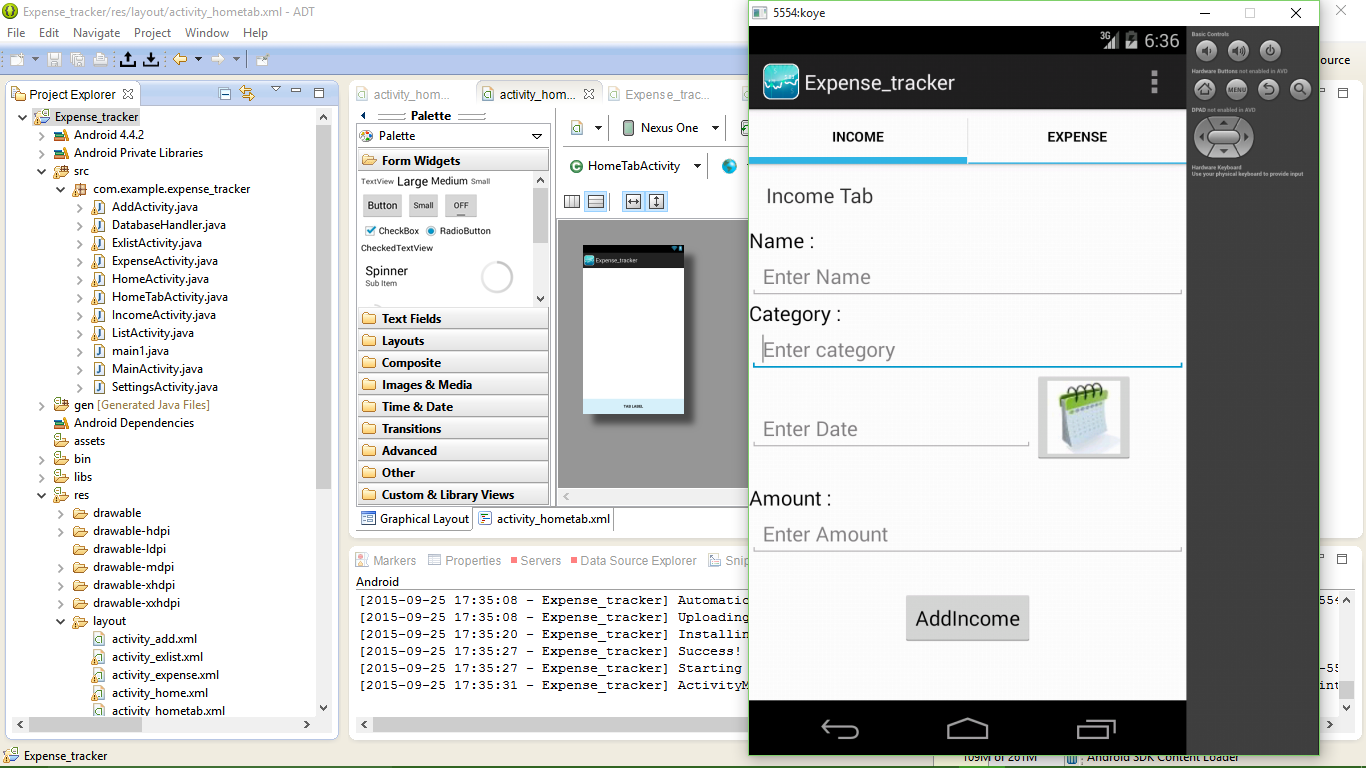 Expense_tracker/res/layout/activity_hometab.xml - ADT
File Edit Navigate Project Window Help
Project Explorer
Expense_tracker
Android 4.4.2
Android Private Libraries
src
com.example.expense_tracker
AddActivity.java
DatabaseHandler.java
ExlistActivity.java
ExpenseActivity.java
HomeActivity.java
HomeTabActivity.java
IncomeActivity.java
ListActivity.java
main1.java
MainActivity.java
SettingsActivity.java
gen [Generated Java Files]
Android Dependencies
assets
bin
libs
res
drawable
drawable-hdpi
drawable-ldpi
drawable-mdpi
drawable-xhdpi
drawable-xxhdpi
layout
activity_add.xml
activity_exlist.xml
activity_expense.xml
activity_home.xml
activity_hometab.xml
Expense_tracker
activity_hom...
activity_hom...
Expense_trac...
Palette
Palette
Form Widgets
TextView Large Medium Small
Button Small OFF
CheckBox RadioButton
CheckedTextView
Spinner
Sub Item
Text Fields
Layouts
Composite
Images & Media
Time & Date
Transitions
Advanced
Other
Custom & Library Views
Graphical Layout activity_hometab.xml
Nexus One
HomeTabActivity
Expense_tracker
TAB LABEL
Markers Properties Servers Data Source Explorer Snip
Android
[2015-09-25 17:35:08 - Expense_tracker] Automatic
[2015-09-25 17:35:08 - Expense_tracker] Uploading
[2015-09-25 17:35:20 - Expense_tracker] Installin
[2015-09-25 17:35:27 - Expense_tracker] Success!
[2015-09-25 17:35:27 - Expense_tracker] Starting
[2015-09-25 17:35:31 - Expense_tracker] ActivityM
5554:koye
3G 6:36
Expense_tracker
INCOME EXPENSE
Income Tab
Name :
Enter Name
Category :
Enter category
Enter Date
Amount :
Enter Amount
AddIncome
Basic Controls
Hardware Buttons not enabled in AVD
MENU
DPAD not enabled in AVD
Hardware Keyboard
Use your physical keyboard to provide input
ource
554
-55
int
109M of 261M
Android SDK Content Loader